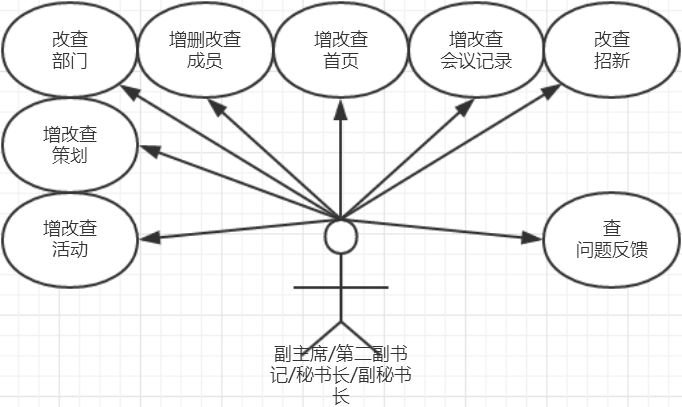 改查
部门
增删改查
成员
增改查
首页
增改查
会议记录
改查
招新
增改查
策划
增改查
活动
查
问题反馈
副主席/第二副书
记/秘书长/副秘书
长